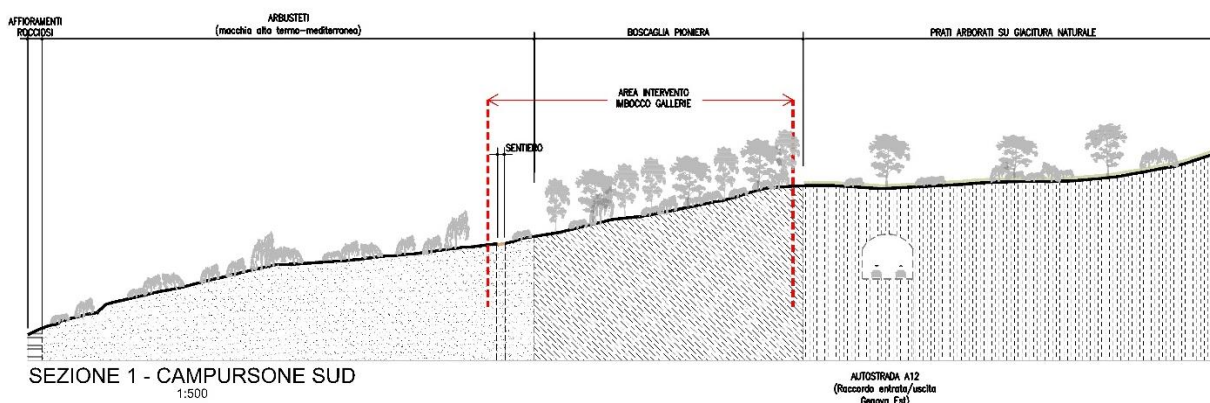 AFFIORAMENTI
ROCCIOSI
ARBUSTETI
(macchia alta termo-mediterranea)
BOSCAGLIA PIONIERA
PRATI ARBORATI SU GIACITURA NATURALE
AREA INTERVENTO
IMBOCCO GALLERIE
SENTIERO
SEZIONE 1 - CAMPURSONE SUD
1:500
AUTOSTRADA A12
(Raccordo entrata/uscita
Genova Est)